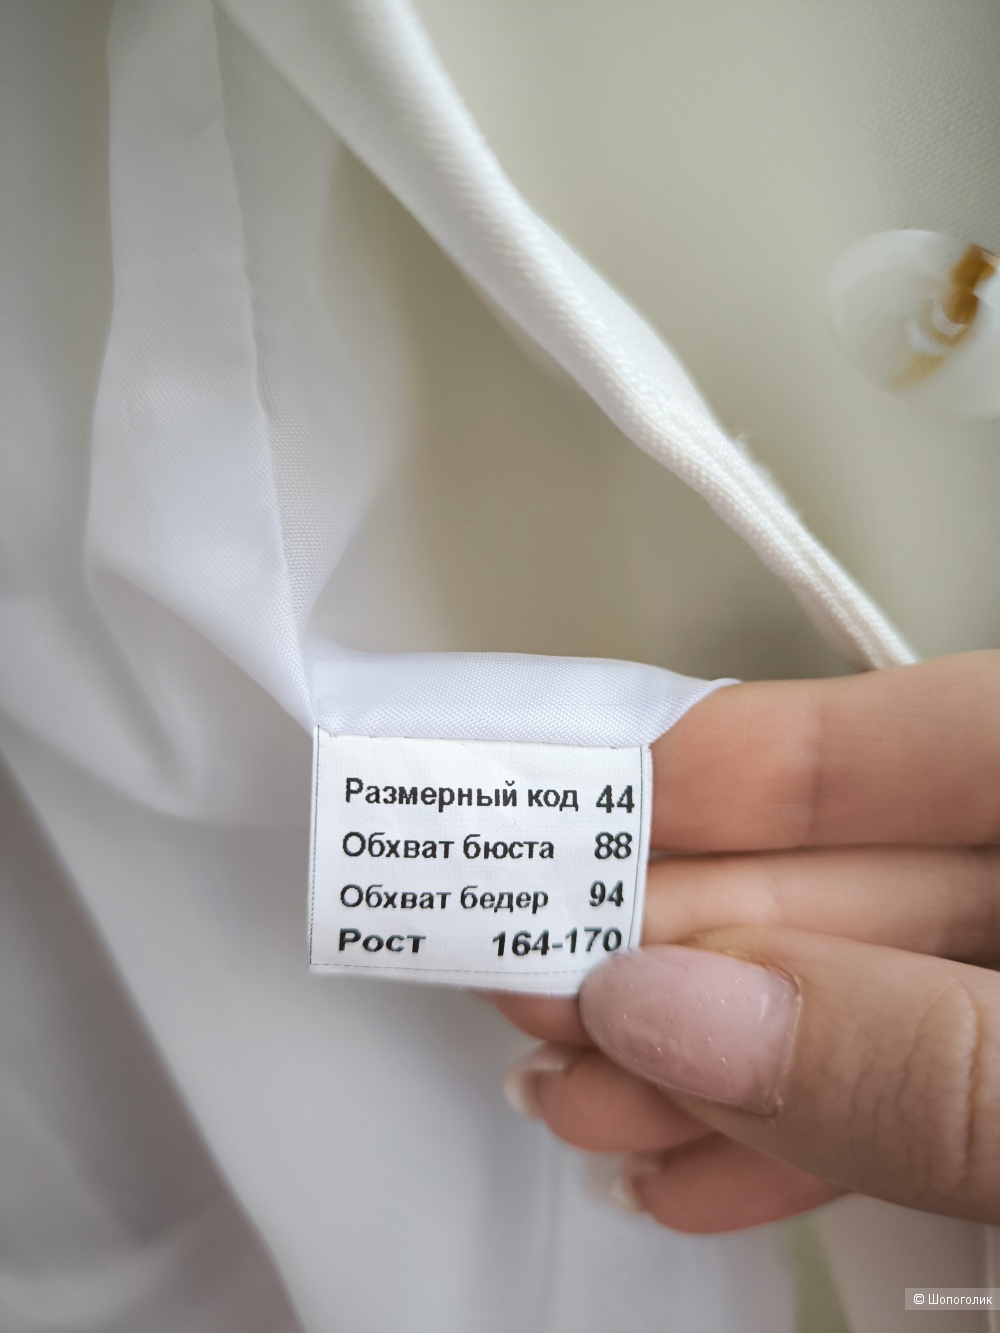 Размерный код 44
Обхват бюста 88
Обхват бедер 94
Рост 164-170
© Шопоголик